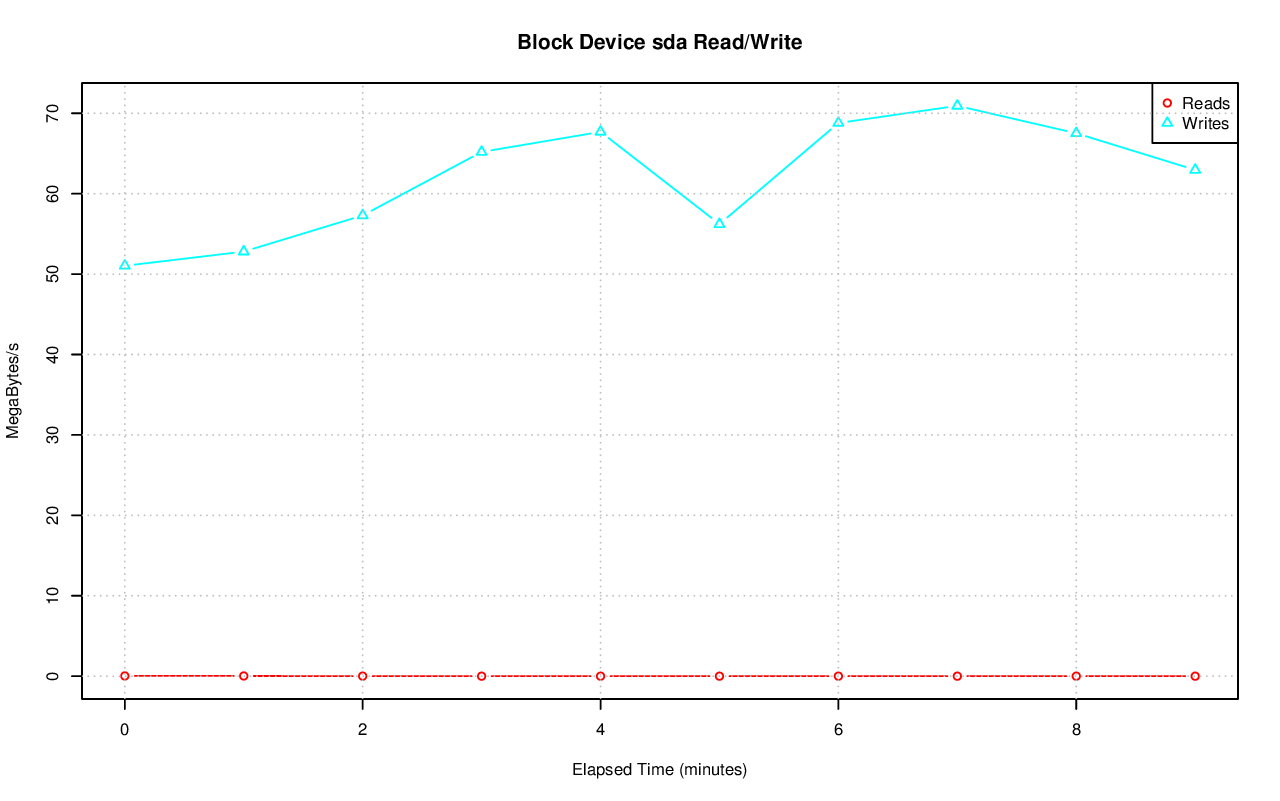 Block Device sda Read/Write
Reads
Writes
MegaBytes/s
70
60
50
40
30
20
10
0
0 2 4 6 8
Elapsed Time (minutes)